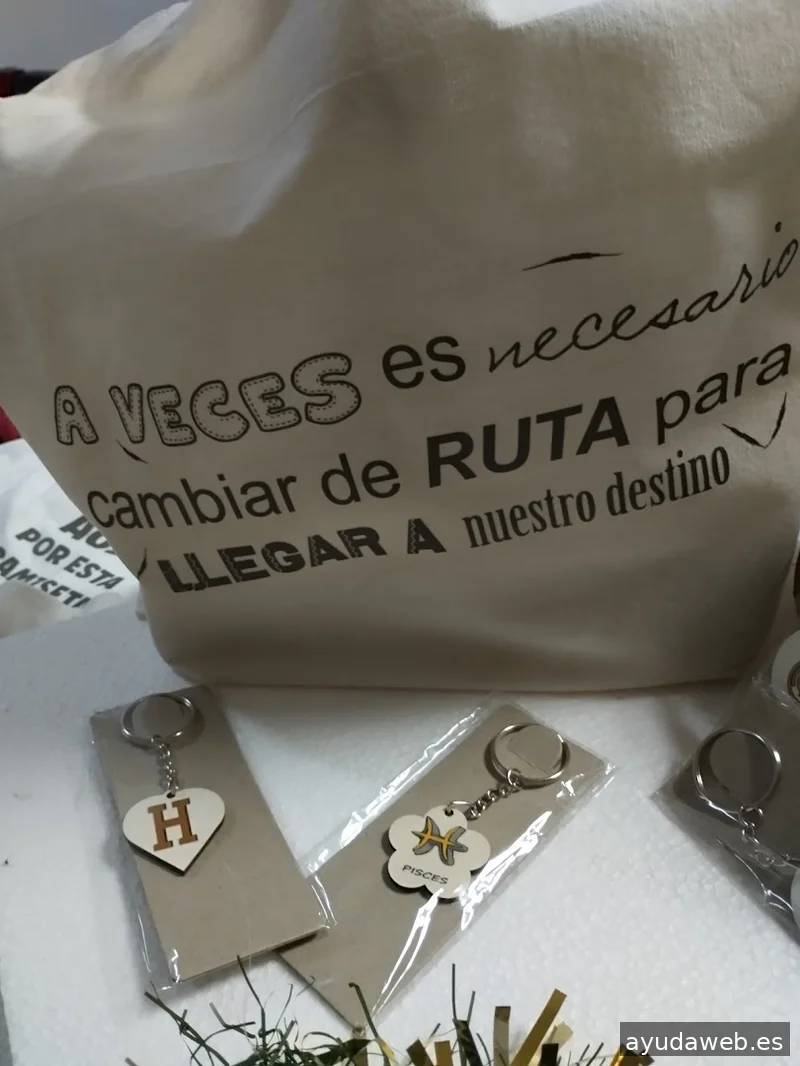 A VECES es necesario
cambiar de RUTA para
LLEGAR A nuestro destino
POR ESTA
H
PISCES
ayudaweb.es